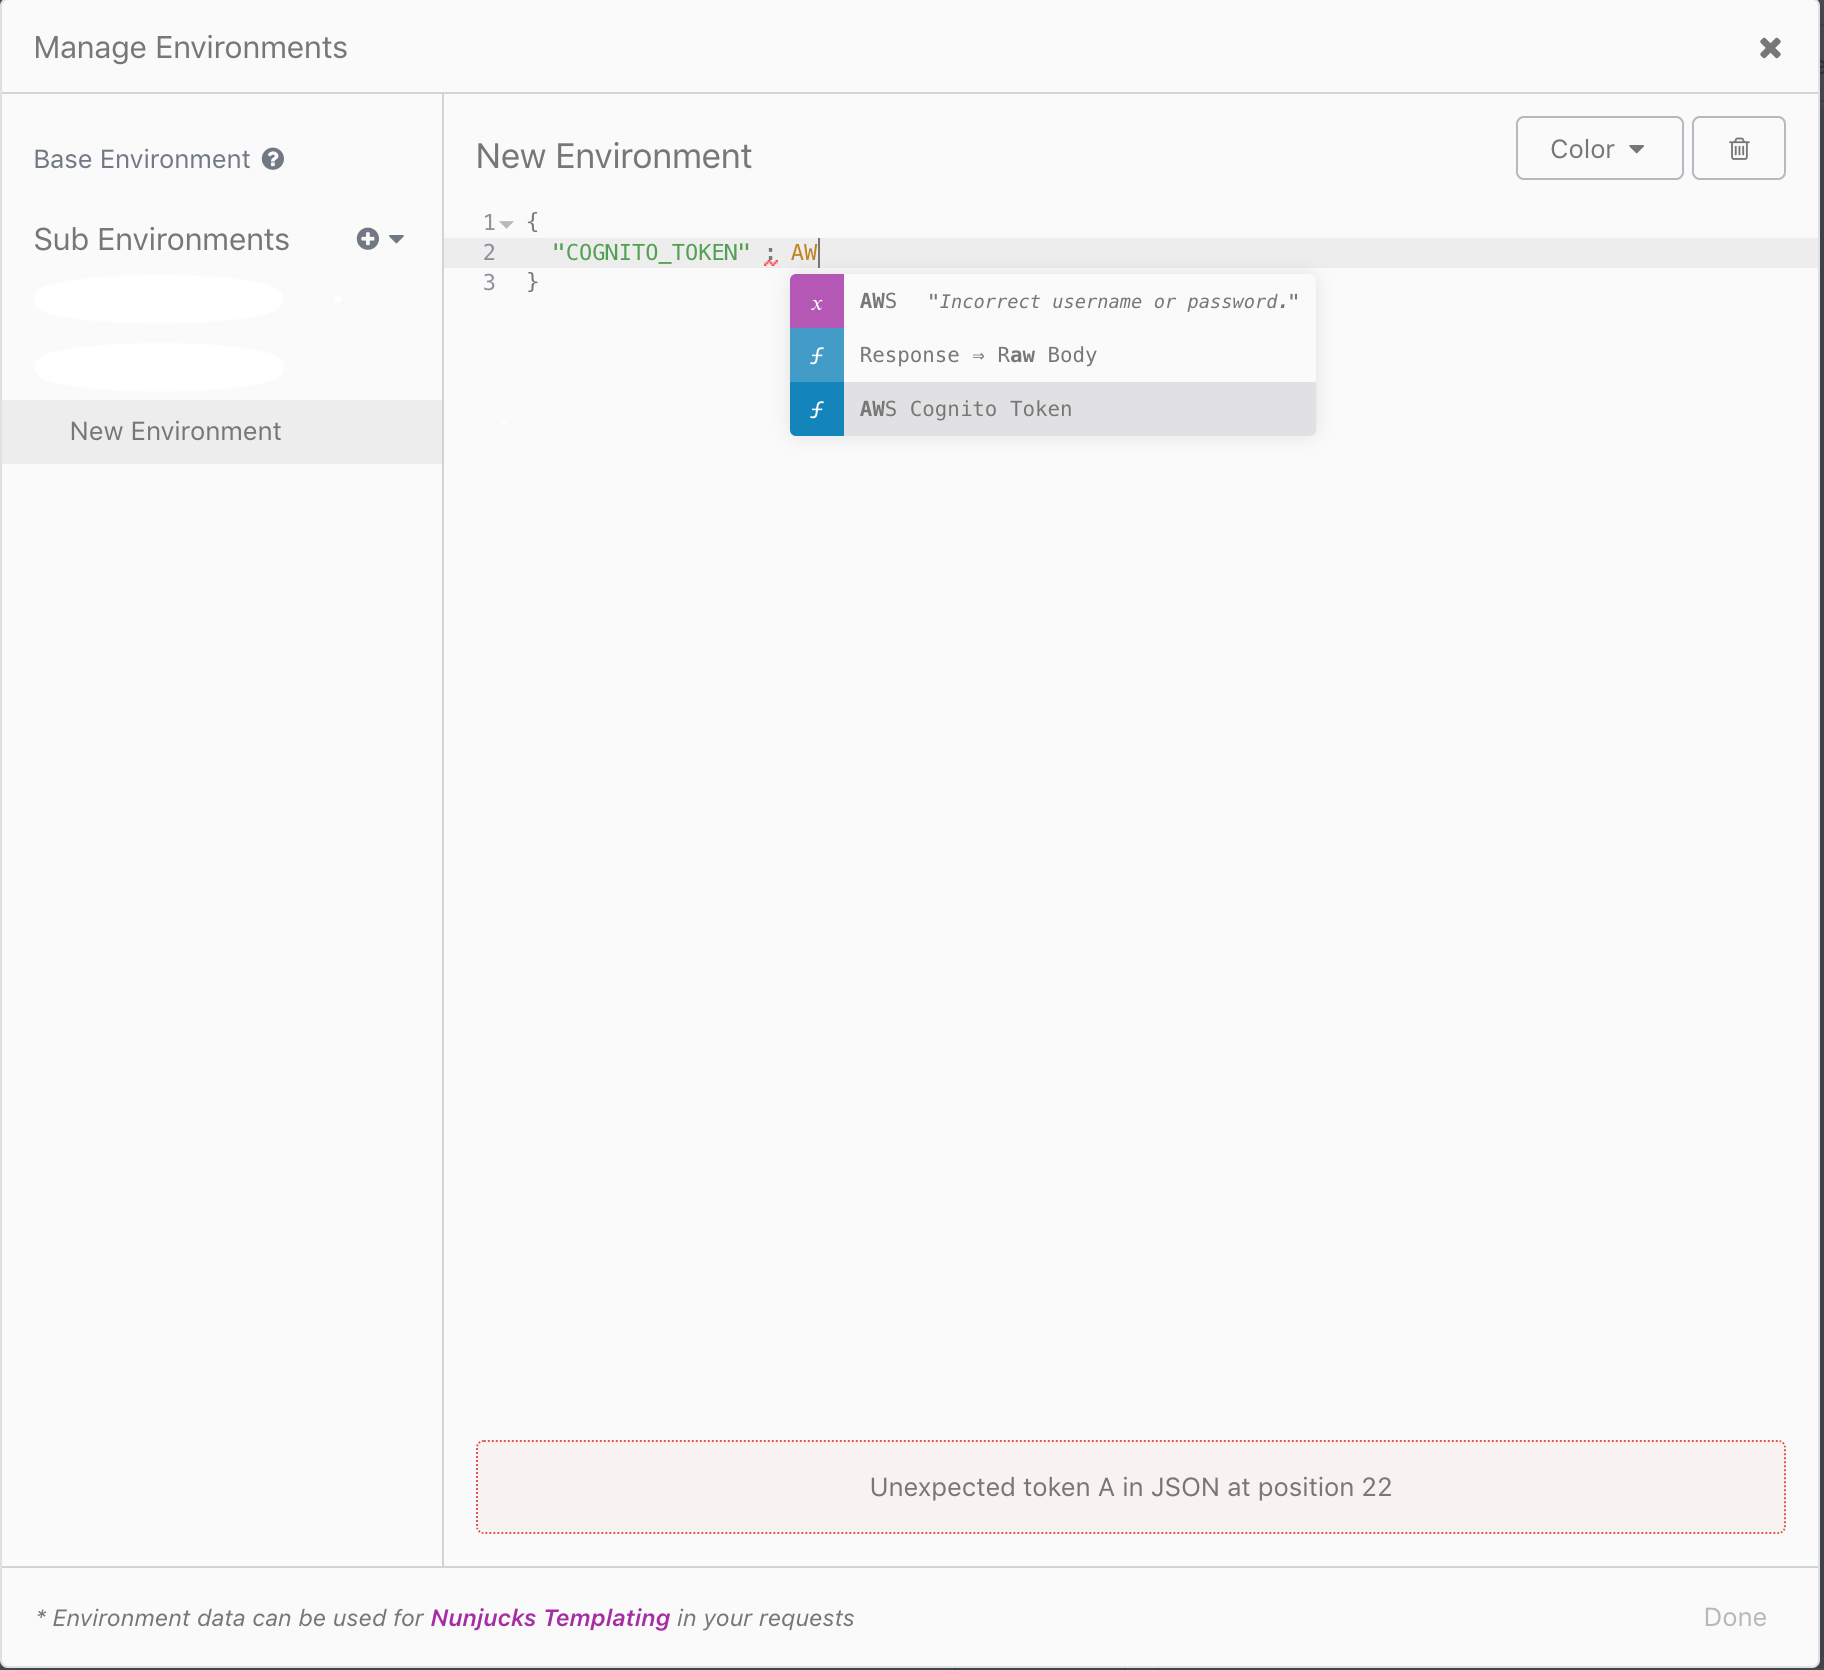 Manage Environments
Base Environment
Sub Environments
New Environment
New Environment
Color
1 {
2 "COGNITO_TOKEN" : AW
3 }
x AWS "Incorrect username or password."
ƒ Response ⇒ Raw Body
ƒ AWS Cognito Token
Unexpected token A in JSON at position 22
* Environment data can be used for Nunjucks Templating in your requests
Done